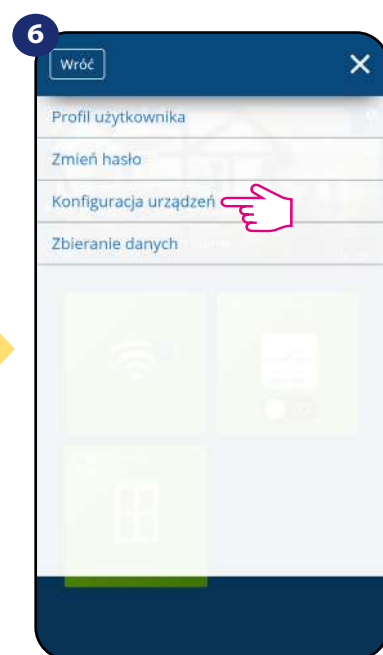 6
Wróć
Profil użytkownika
Zmień hasło
Konfiguracja urządzeń
Zbieranie danych